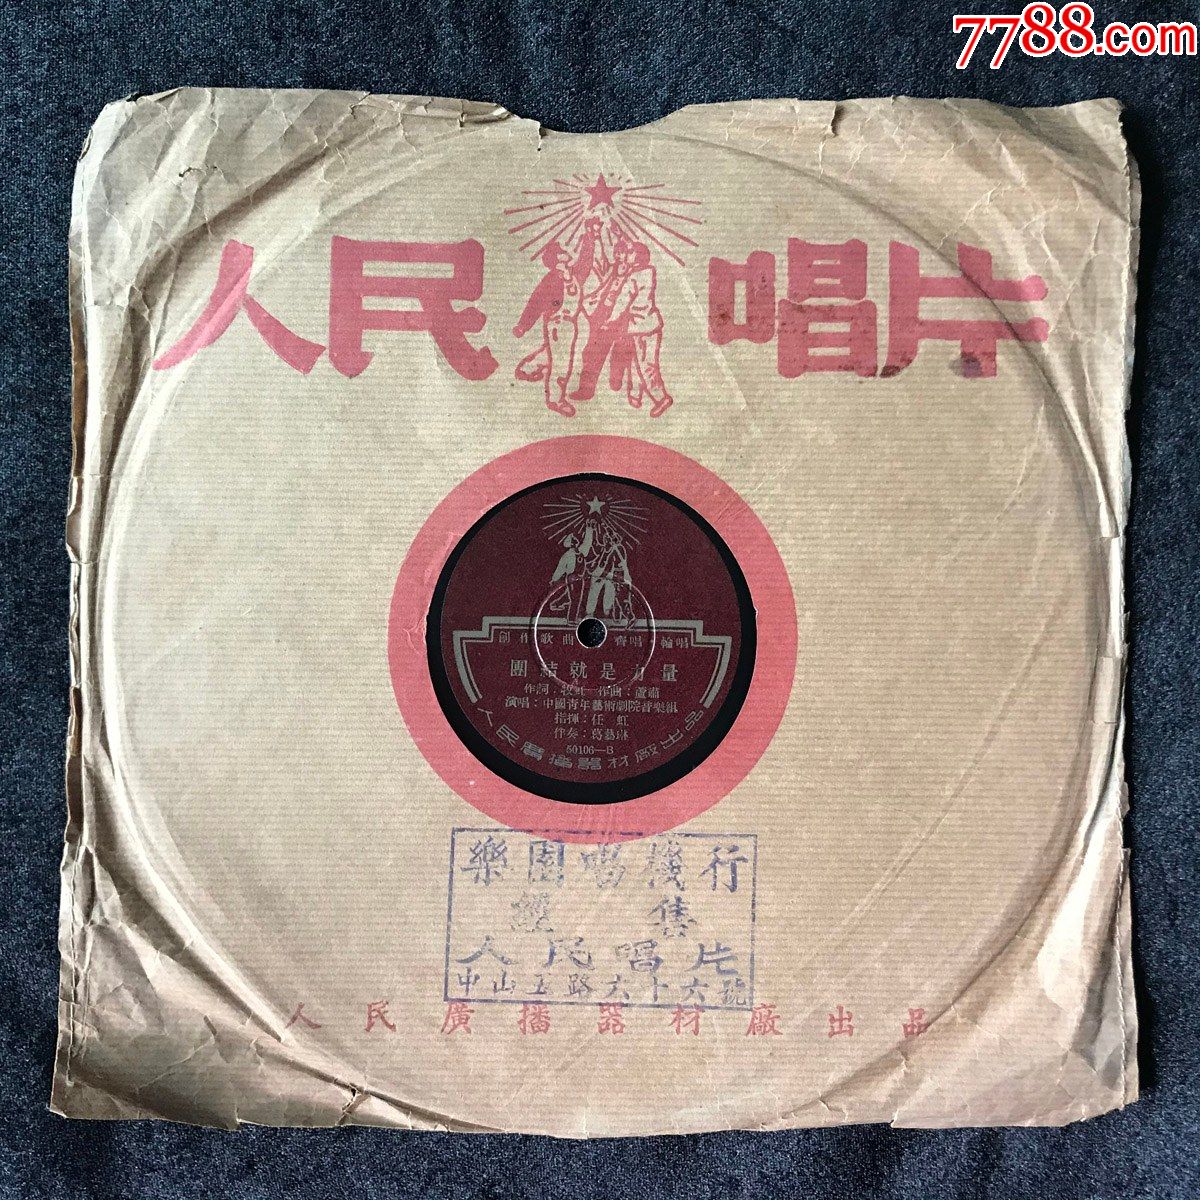 7788.com
人民唱片
創作歌曲 齊唱 輪唱
團結就是力量
作詞:牧虹 作曲:盧肅
演唱:中國青年藝術劇院音樂組
指揮:任虹
伴奏:葛藝琳
50106—B
人民廣播器材廠出品
樂園唱機行
經售
人民唱片
中山五路六十六號
人民廣播器材廠出品